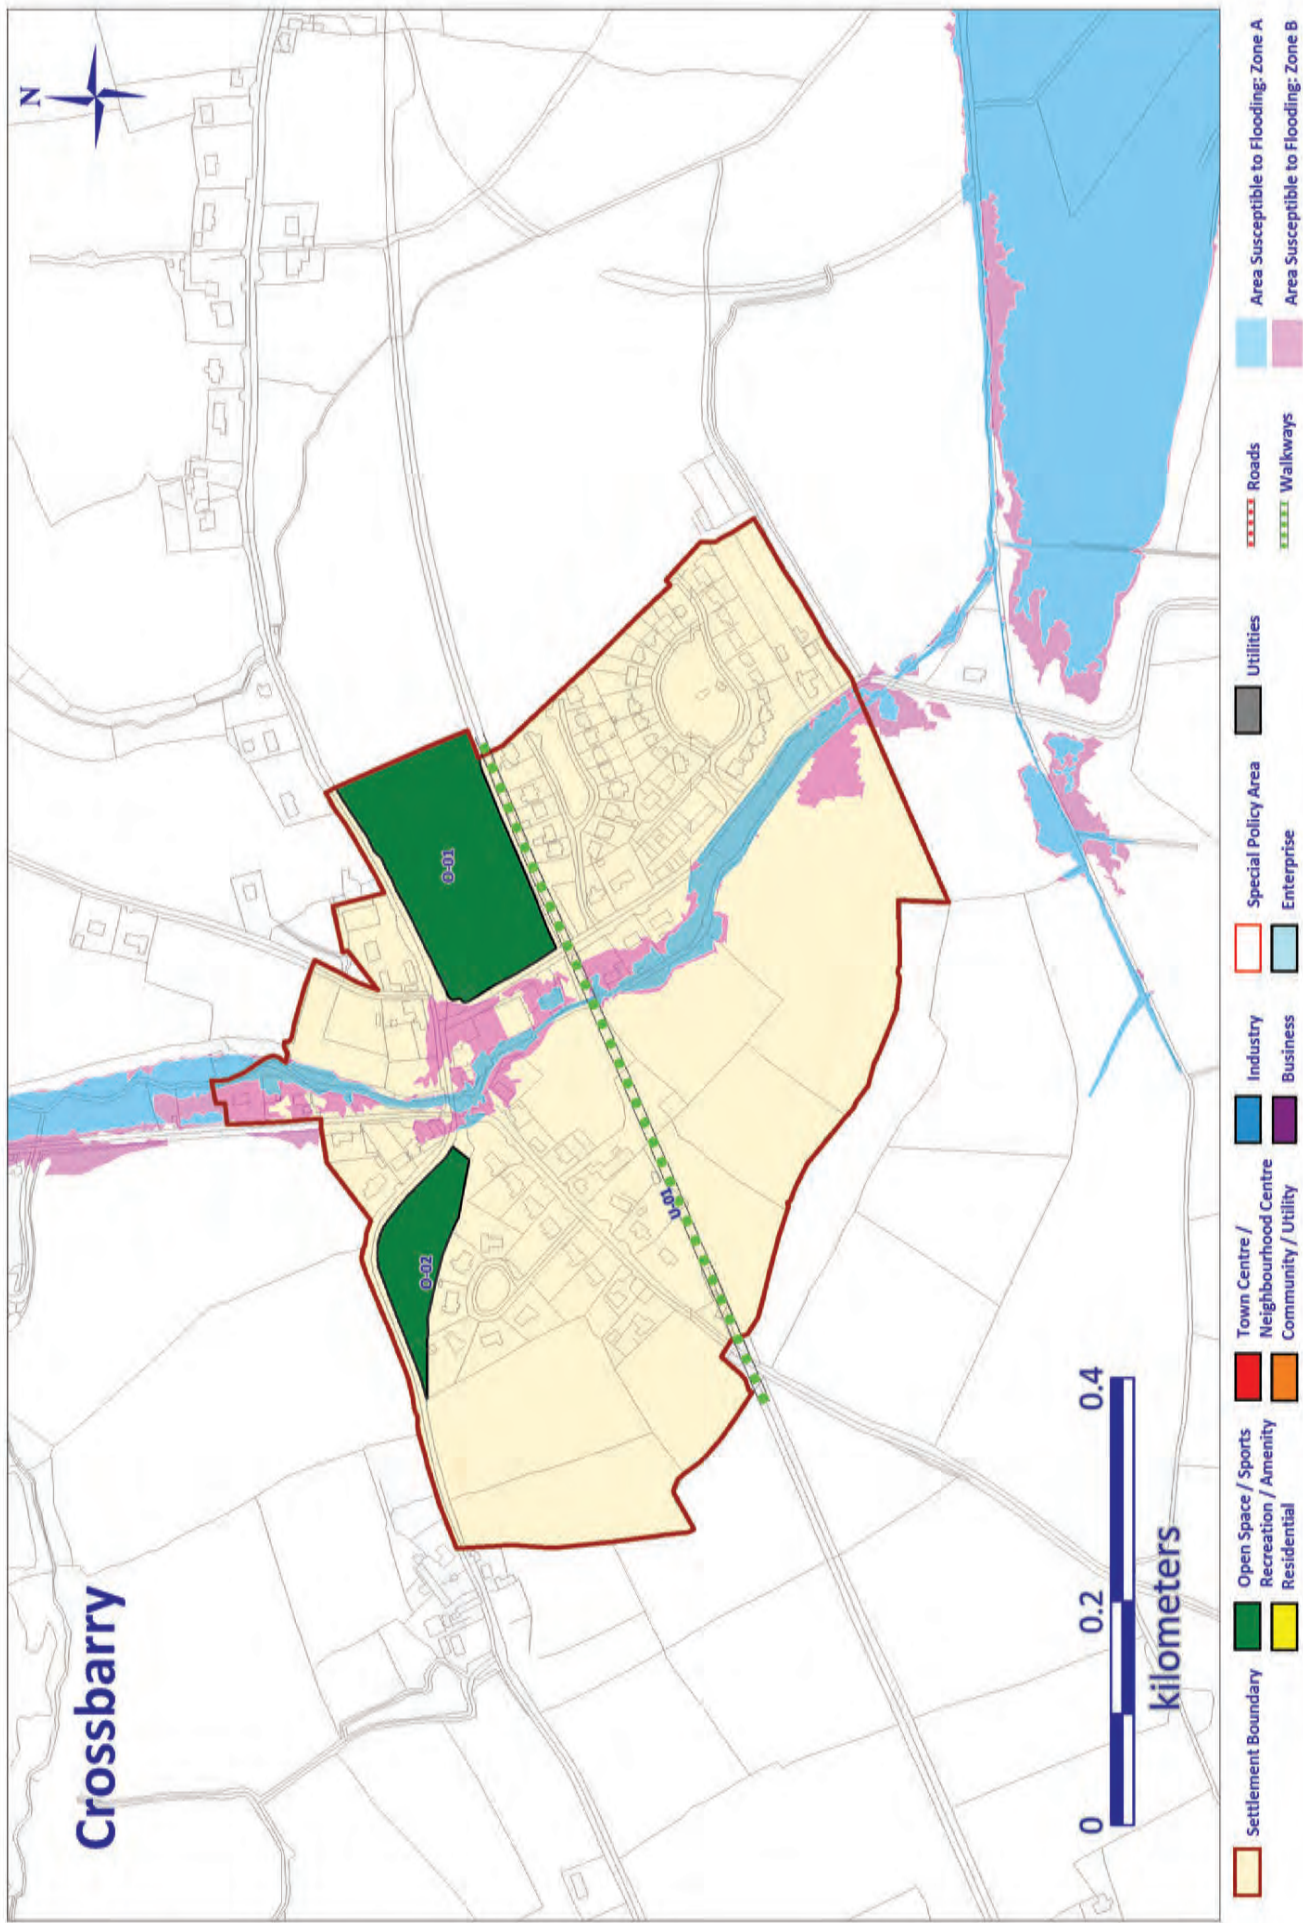 Crossbarry
N
O-01
O-02
U-01
0 0.2 0.4
kilometers
Settlement Boundary
Open Space / Sports
Recreation / Amenity
Residential
Town Centre /
Neighbourhood Centre
Community / Utility
Industry
Business
Special Policy Area
Enterprise
Utilities
Roads
Walkways
Area Susceptible to Flooding: Zone A
Area Susceptible to Flooding: Zone B